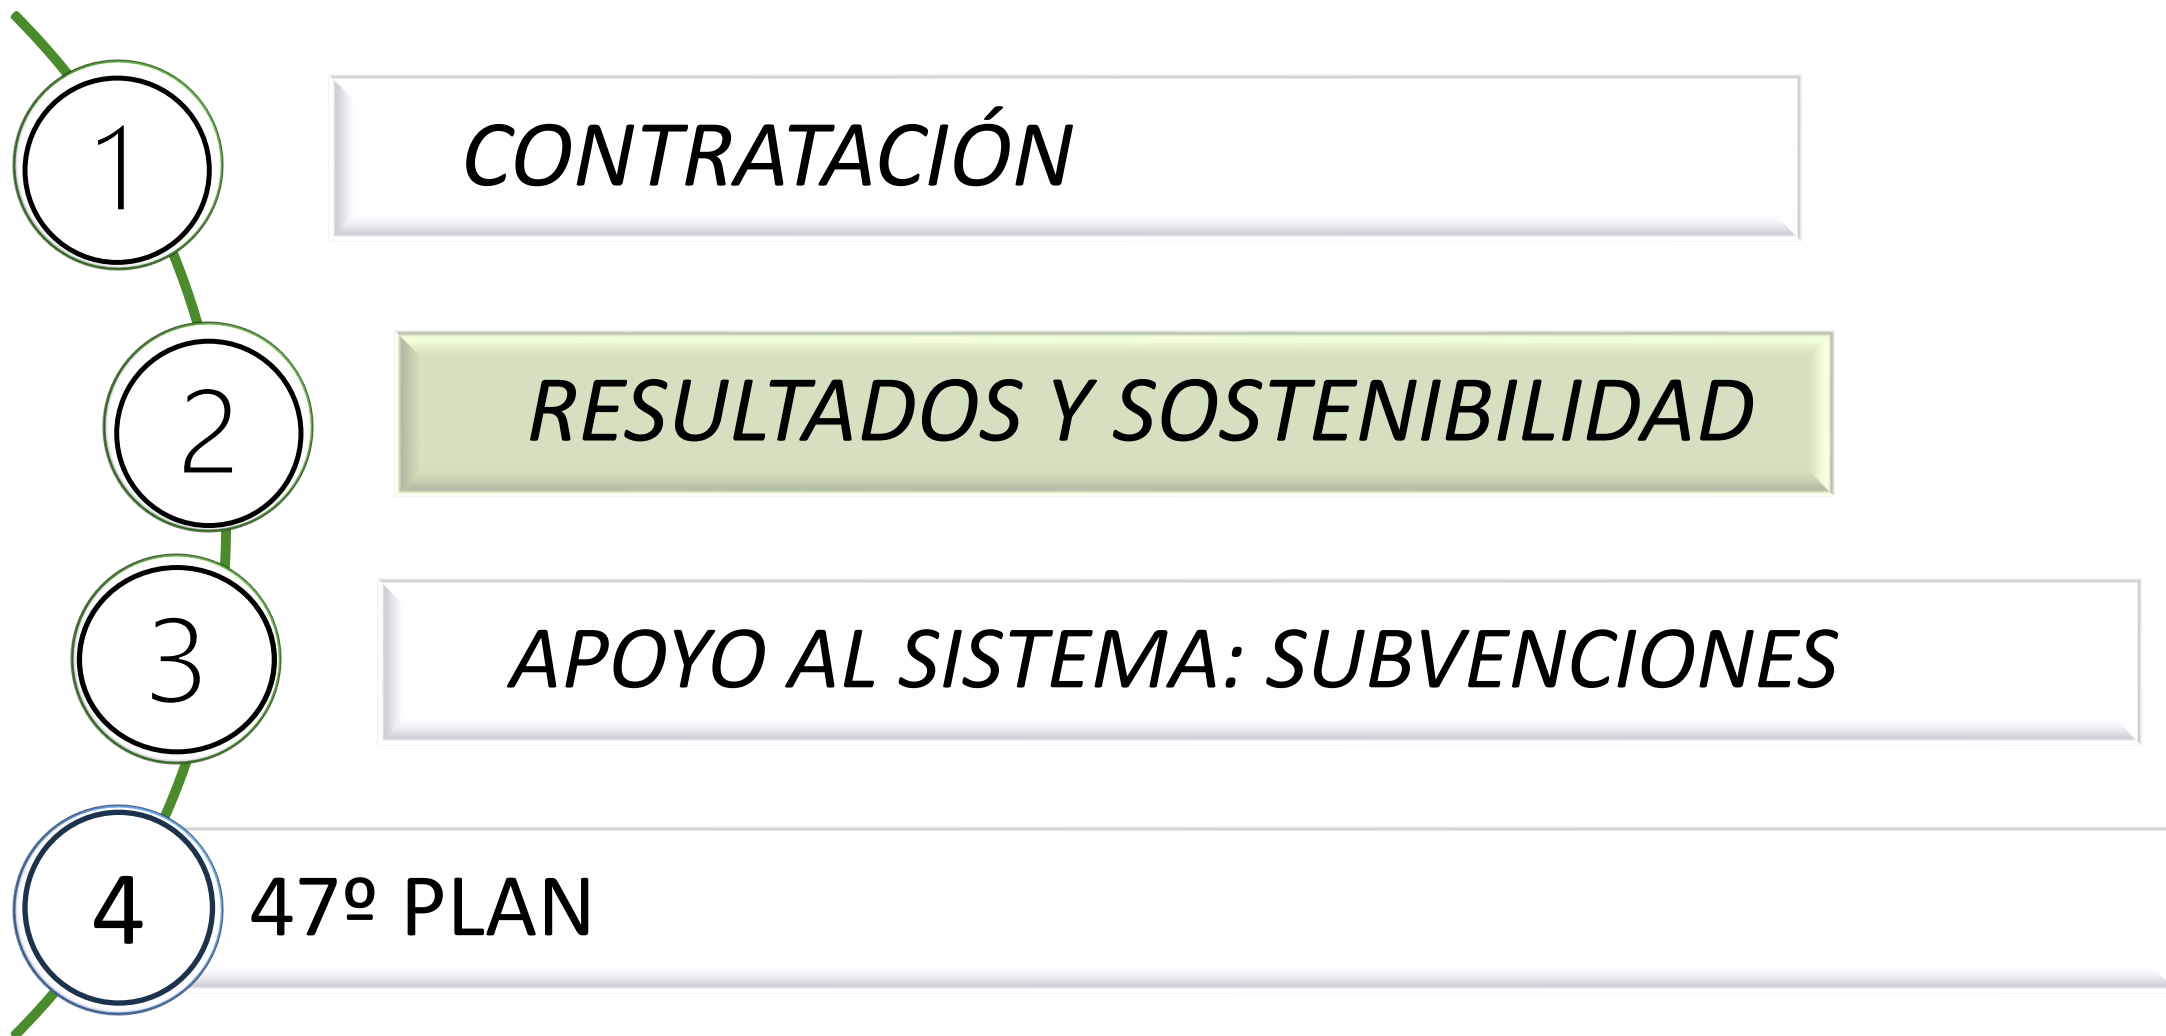 1
CONTRATACIÓN
2
RESULTADOS Y SOSTENIBILIDAD
3
APOYO AL SISTEMA: SUBVENCIONES
4
47º PLAN